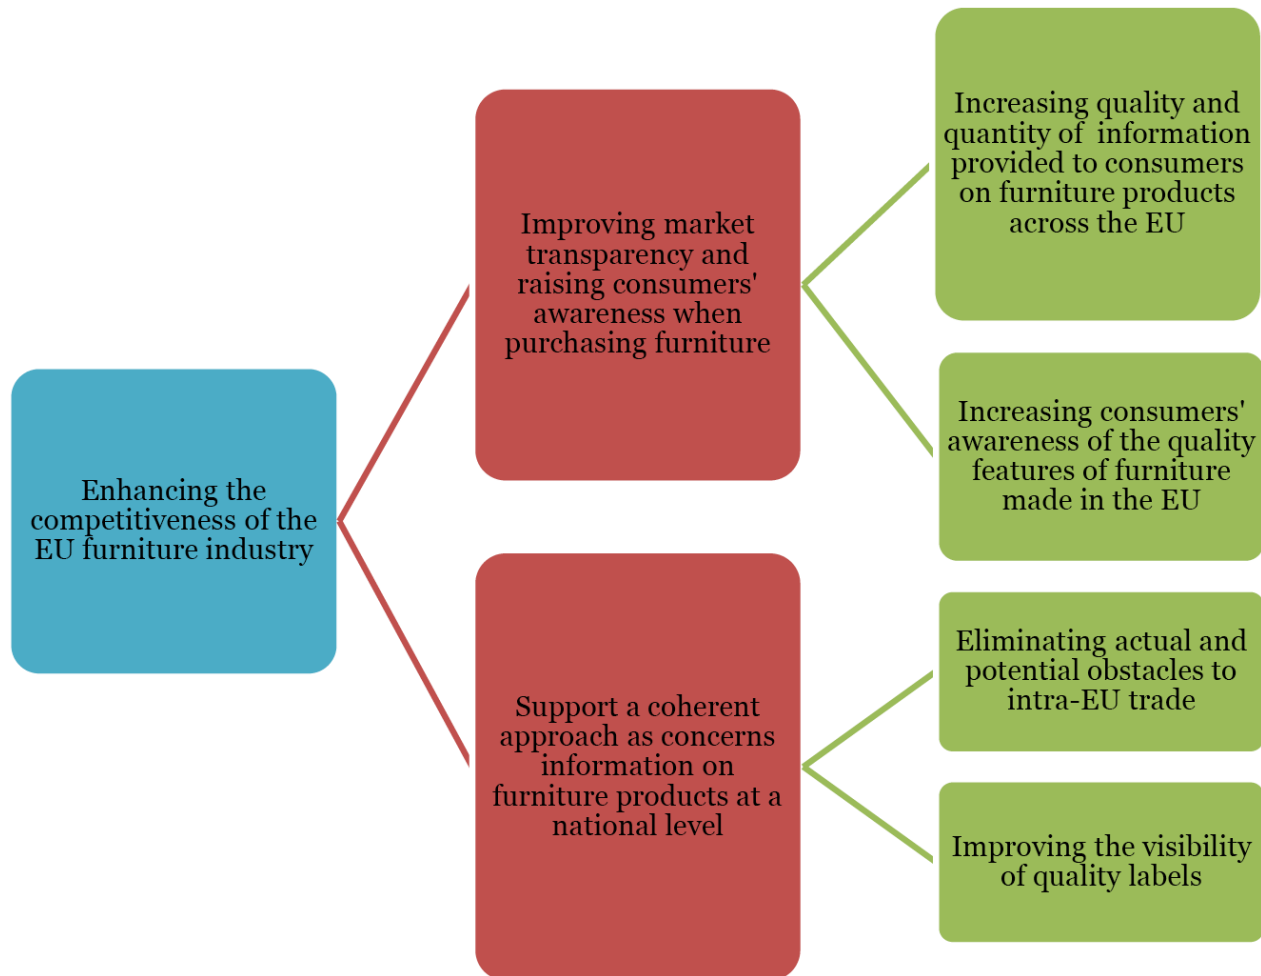 Enhancing the
competitiveness of the
EU furniture industry
Improving market
transparency and
raising consumers'
awareness when
purchasing furniture
Support a coherent
approach as concerns
information on
furniture products at a
national level
Increasing quality and
quantity of  information
provided to consumers
on furniture products
across the EU
Increasing consumers'
awareness of the quality
features of furniture
made in the EU
Eliminating actual and
potential obstacles to
intra-EU trade
Improving the visibility
of quality labels